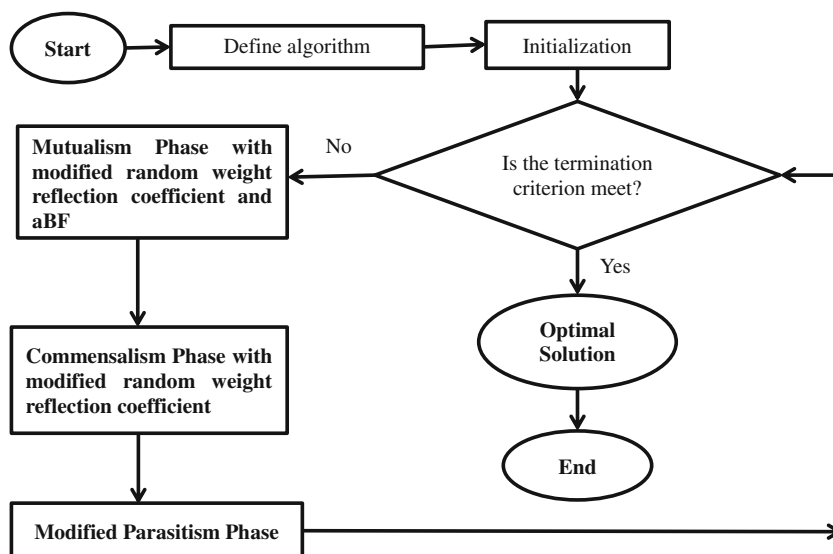 Start
Define algorithm
Initialization
Is the termination
criterion meet?
No
Yes
Mutualism Phase with
modified random weight
reflection coefficient and
aBF
Commensalism Phase with
modified random weight
reflection coefficient
Modified Parasitism Phase
Optimal
Solution
End